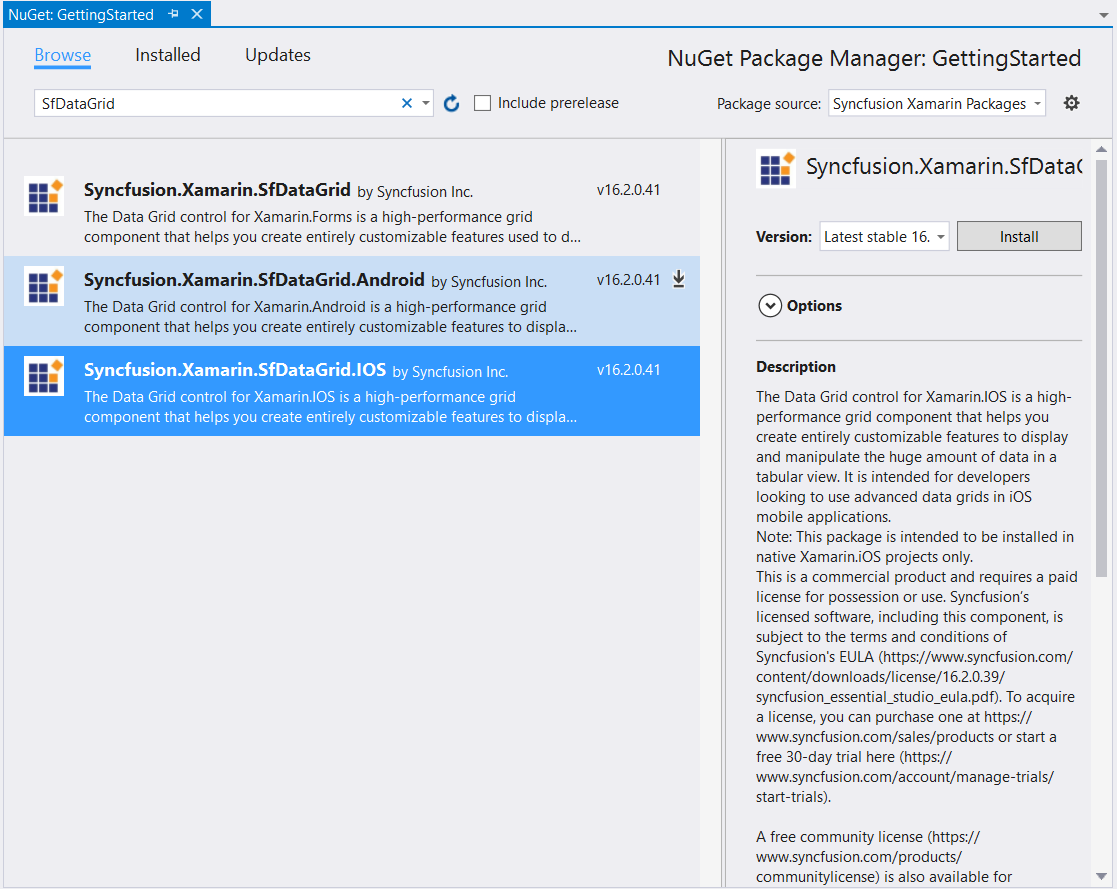 NuGet: GettingStarted
Browse Installed Updates
NuGet Package Manager: GettingStarted
SfDataGrid
Include prerelease
Package source: Syncfusion Xamarin Packages
Syncfusion.Xamarin.SfDataGrid by Syncfusion Inc. v16.2.0.41
The Data Grid control for Xamarin.Forms is a high-performance grid
component that helps you create entirely customizable features used to d...
Syncfusion.Xamarin.SfDataGrid.Android by Syncfusion Inc. v16.2.0.41
The Data Grid control for Xamarin.Android is a high-performance grid
component that helps you create entirely customizable features to displa...
Syncfusion.Xamarin.SfDataGrid.IOS by Syncfusion Inc. v16.2.0.41
The Data Grid control for Xamarin.IOS is a high-performance grid
component that helps you create entirely customizable features to displa...
Syncfusion.Xamarin.SfDataG
Version: Latest stable 16. Install
Options
Description
The Data Grid control for Xamarin.IOS is a high-
performance grid component that helps you
create entirely customizable features to display
and manipulate the huge amount of data in a
tabular view. It is intended for developers
looking to use advanced data grids in iOS
mobile applications.
Note: This package is intended to be installed in
native Xamarin.iOS projects only.
This is a commercial product and requires a paid
license for possession or use. Syncfusion's
licensed software, including this component, is
subject to the terms and conditions of
Syncfusion's EULA (https://www.syncfusion.com/
content/downloads/license/16.2.0.39/
syncfusion_essential_studio_eula.pdf). To acquire
a license, you can purchase one at https://
www.syncfusion.com/sales/products or start a
free 30-day trial here (https://
www.syncfusion.com/account/manage-trials/
start-trials).
A free community license (https://
www.syncfusion.com/products/
communitylicense) is also available for